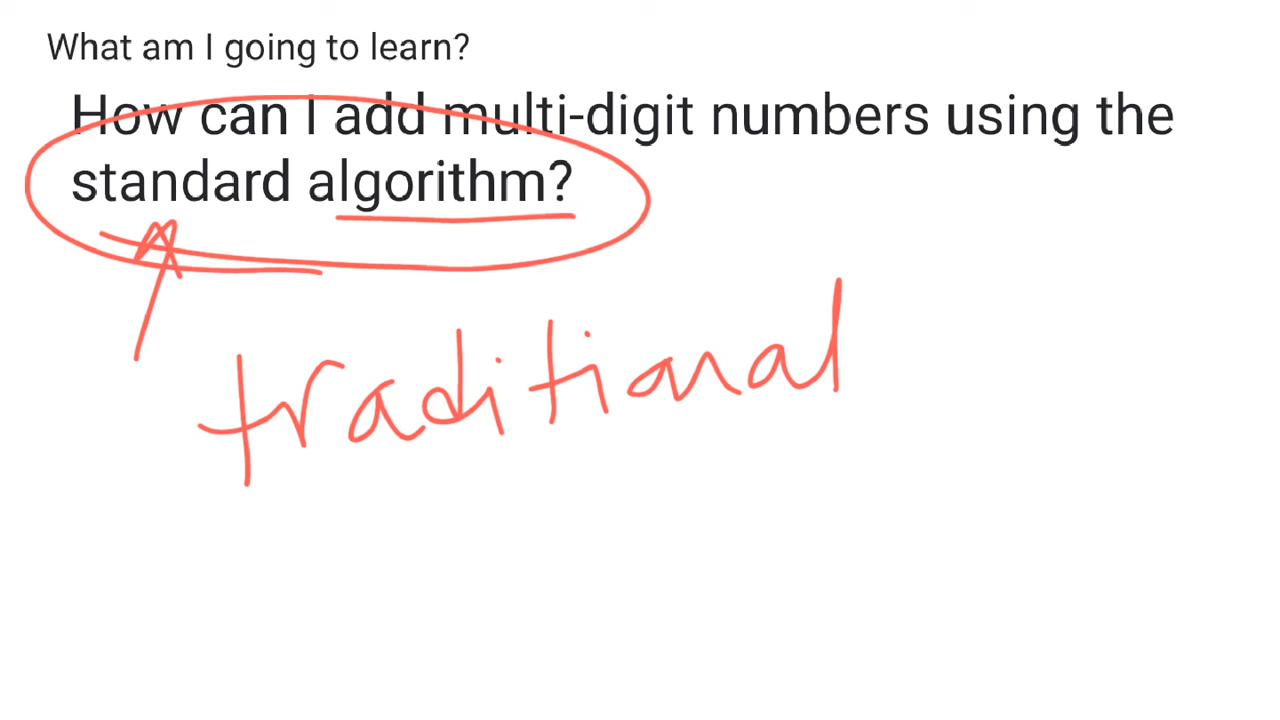 What am I going to learn?
How can I add multi-digit numbers using the
standard algorithm?
traditional